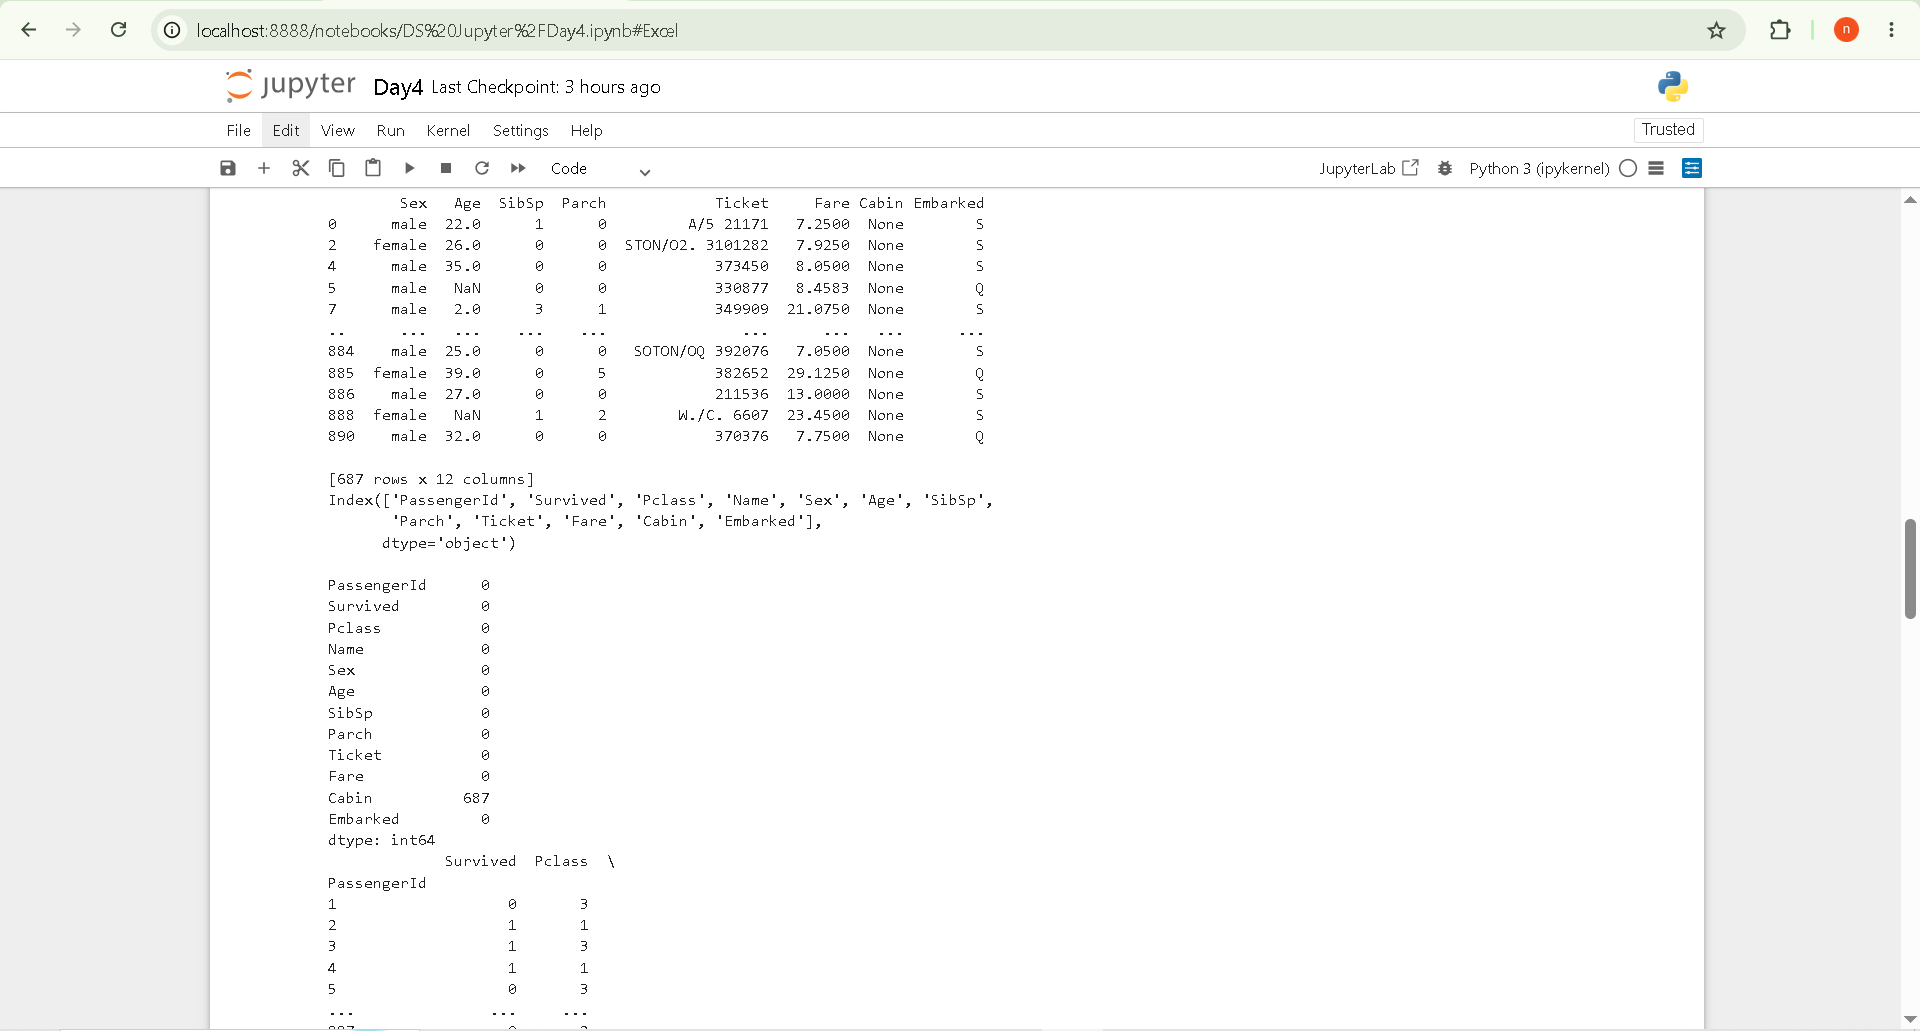 localhost:8888/notebooks/DS%20Jupyter%2FDay4.ipynb#Excel
n
jupyter Day4 Last Checkpoint: 3 hours ago
File Edit View Run Kernel Settings Help
Trusted
Code
JupyterLab
Python 3 (ipykernel)
Sex Age SibSp Parch Ticket Fare Cabin Embarked
0 male 22.0 1 0 A/5 21171 7.2500 None S
2 female 26.0 0 0 STON/O2. 3101282 7.9250 None S
4 male 35.0 0 0 373450 8.0500 None S
5 male NaN 0 0 330877 8.4583 None Q
7 male 2.0 3 1 349909 21.0750 None S
.. ... ... ... ... ... ... ... ...
884 male 25.0 0 0 SOTON/OQ 392076 7.0500 None S
885 female 39.0 0 5 382652 29.1250 None Q
886 male 27.0 0 0 211536 13.0000 None S
888 female NaN 1 2 W./C. 6607 23.4500 None S
890 male 32.0 0 0 370376 7.7500 None Q
[687 rows x 12 columns]
Index(['PassengerId', 'Survived', 'Pclass', 'Name', 'Sex', 'Age', 'SibSp',
'Parch', 'Ticket', 'Fare', 'Cabin', 'Embarked'],
dtype='object')
PassengerId 0
Survived 0
Pclass 0
Name 0
Sex 0
Age 0
SibSp 0
Parch 0
Ticket 0
Fare 0
Cabin 687
Embarked 0
dtype: int64
Survived Pclass \
PassengerId
1 0 3
2 1 1
3 1 3
4 1 1
5 0 3
... ... ...